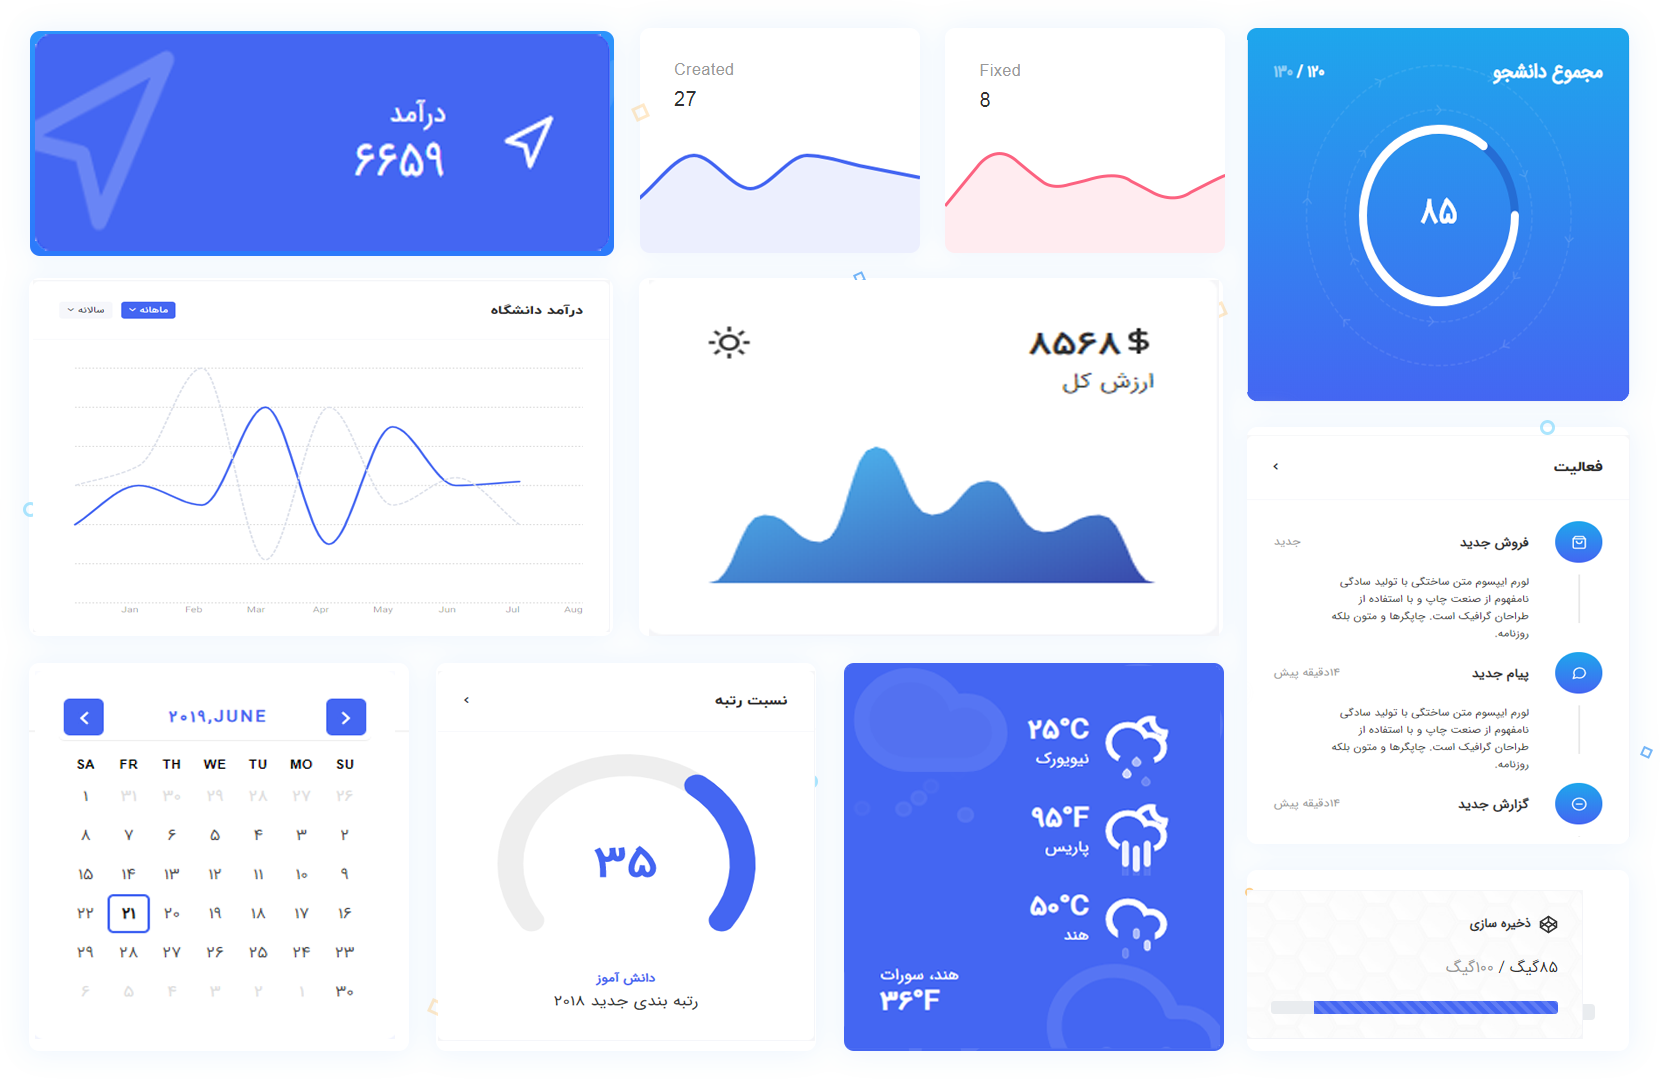 درآمد
۶۶۵۹
Created
27
Fixed
8
مجموع دانشجو
۱۲۰ / ۱۳۰
۸۵
درآمد دانشگاه
ماهانه
سالانه
Jan Feb Mar Apr May Jun Jul Aug
۸۵۶۸ $
ارزش کل
فعالیت
فروش جدید
جدید
لورم ایپسوم متن ساختگی با تولید سادگی
نامفهوم از صنعت چاپ و با استفاده از
طراحان گرافیک است. چاپگرها و متون بلکه
روزنامه.
پیام جدید
۱۴دقیقه پیش
لورم ایپسوم متن ساختگی با تولید سادگی
نامفهوم از صنعت چاپ و با استفاده از
طراحان گرافیک است. چاپگرها و متون بلکه
روزنامه.
گزارش جدید
۱۴دقیقه پیش
۲۰۱۹,JUNE
SA FR TH WE TU MO SU
۱ ۳۱ ۳۰ ۲۹ ۲۸ ۲۷ ۲۶
۸ ۷ ۶ ۵ ۴ ۳ ۲
۱۵ ۱۴ ۱۳ ۱۲ ۱۱ ۱۰ ۹
۲۲ ۲۱ ۲۰ ۱۹ ۱۸ ۱۷ ۱۶
۲۹ ۲۸ ۲۷ ۲۶ ۲۵ ۲۴ ۲۳
۶ ۵ ۴ ۳ ۲ ۱ ۳۰
نسبت رتبه
۳۵
دانش آموز
رتبه بندی جدید ۲۰۱۸
۲۵°C
نیویورک
۹۵°F
پاریس
۵۰°C
هند
هند، سورات
۳۶°F
ذخیره سازی
۸۵گیگ / ۱۰۰گیگ